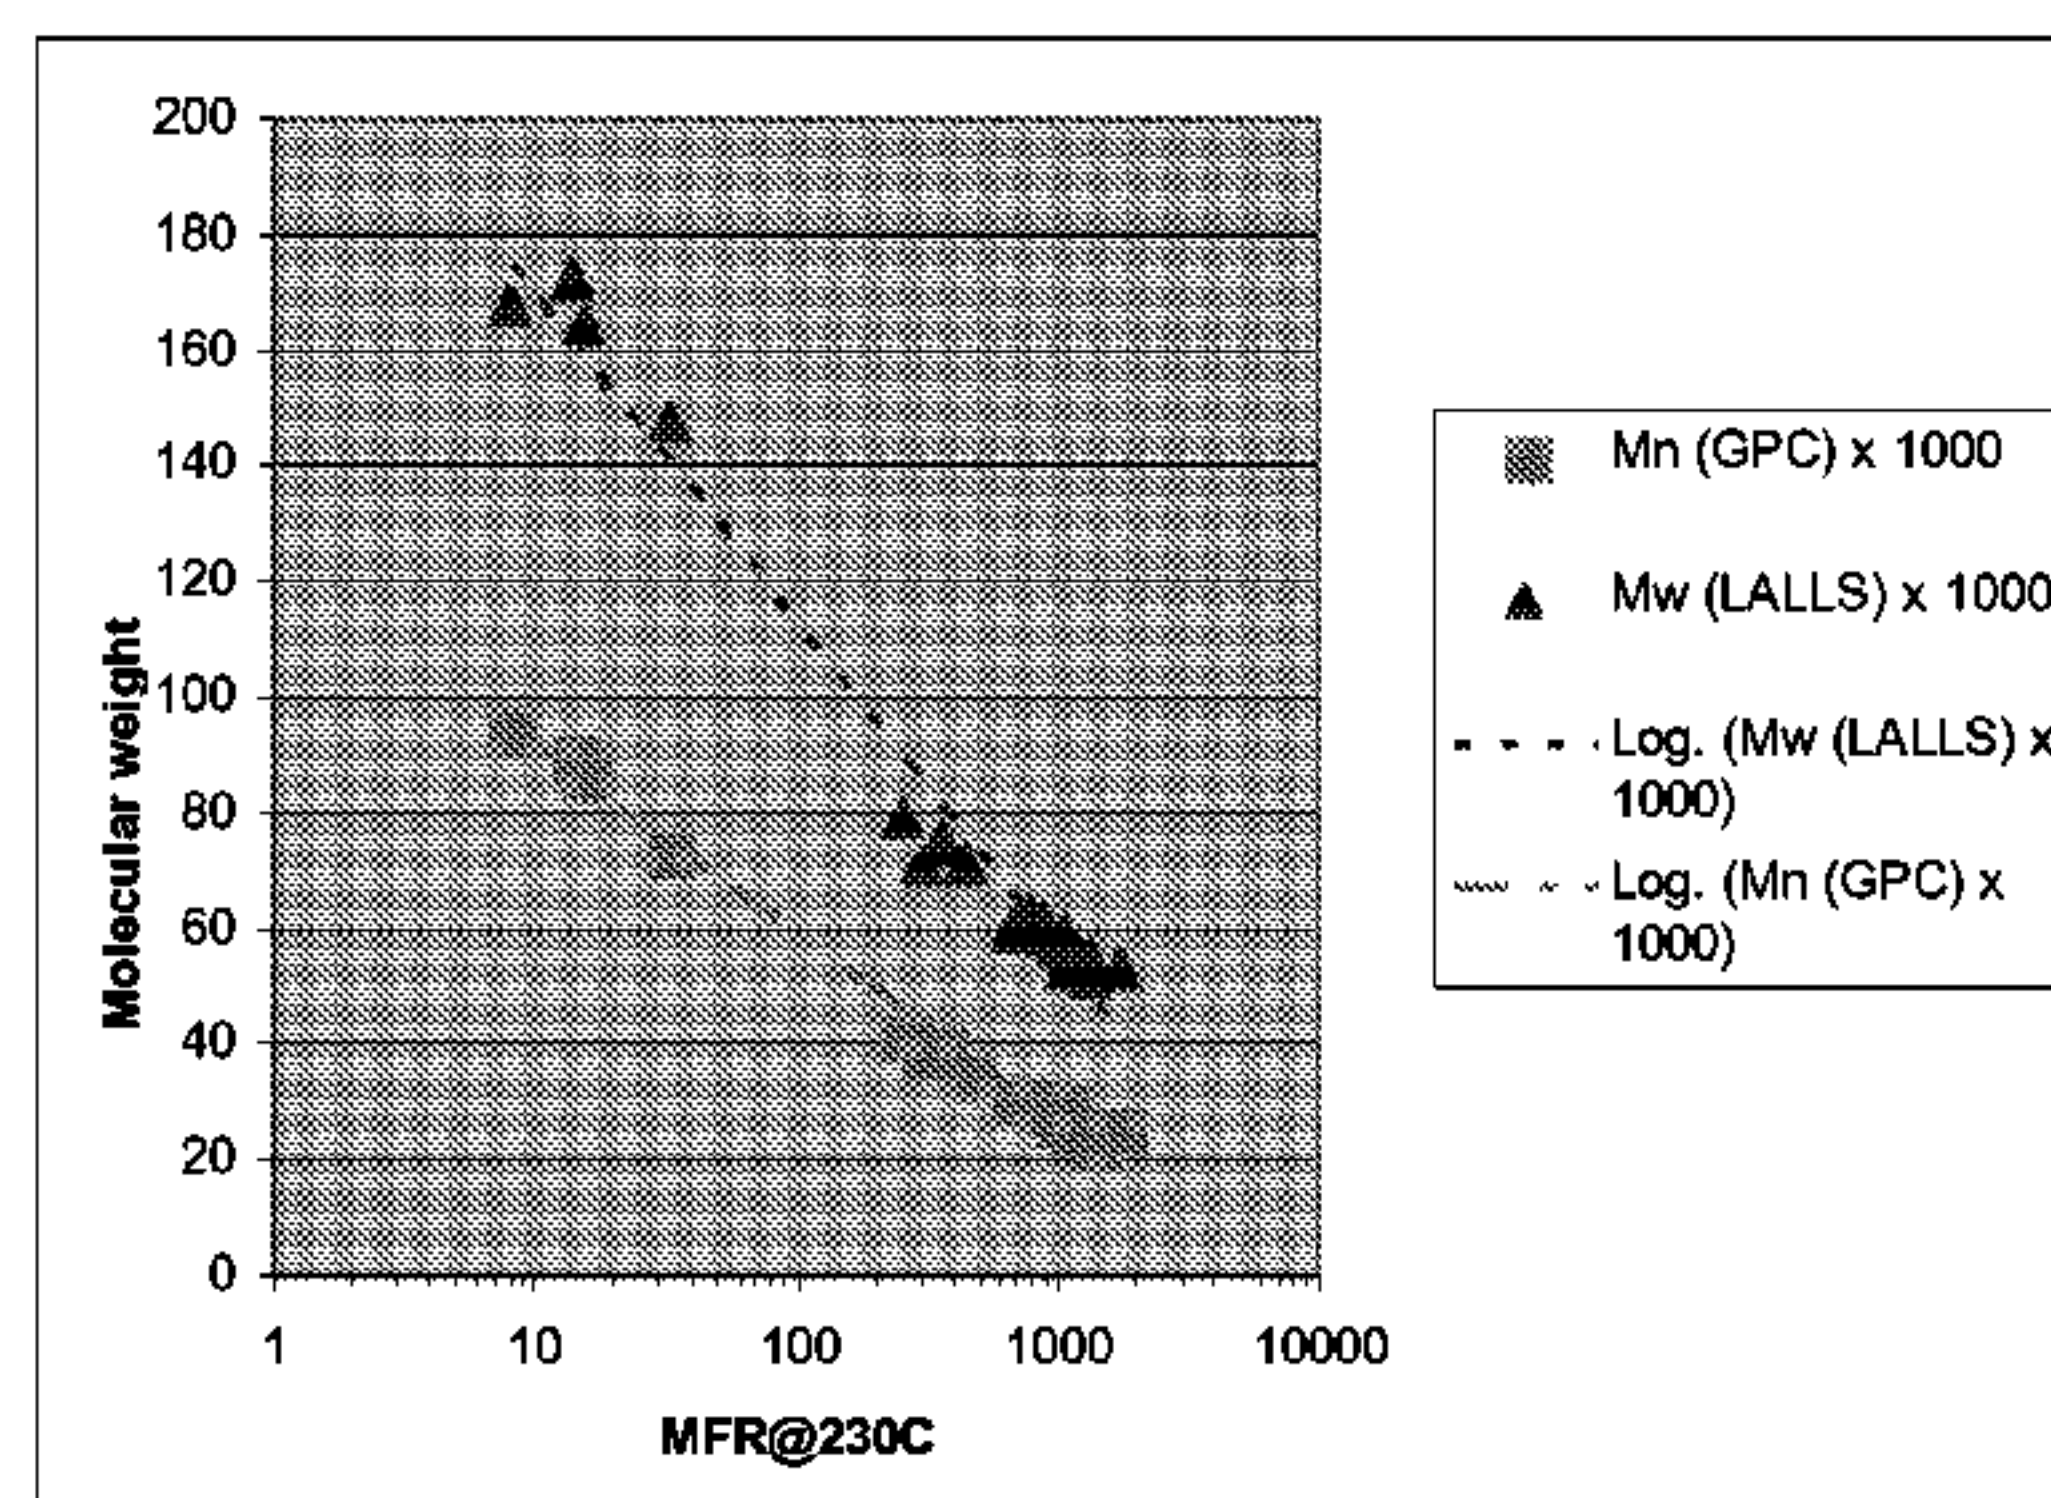 200
180
160
140
120
100
80
60
40
20
0
Molecular weight
1 10 100 1000 10000
MFR@230C
Mn (GPC) x 1000
Mw (LALLS) x 1000
Log. (Mw (LALLS) x
1000)
Log. (Mn (GPC) x
1000)